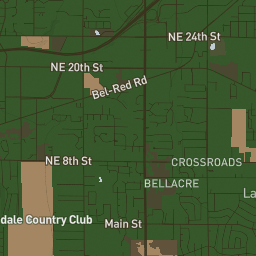 NE 24th St
NE 20th St
Bel-Red Rd
NE 8th St
CROSSROADS
BELLACRE
La
dale Country Club
Main St